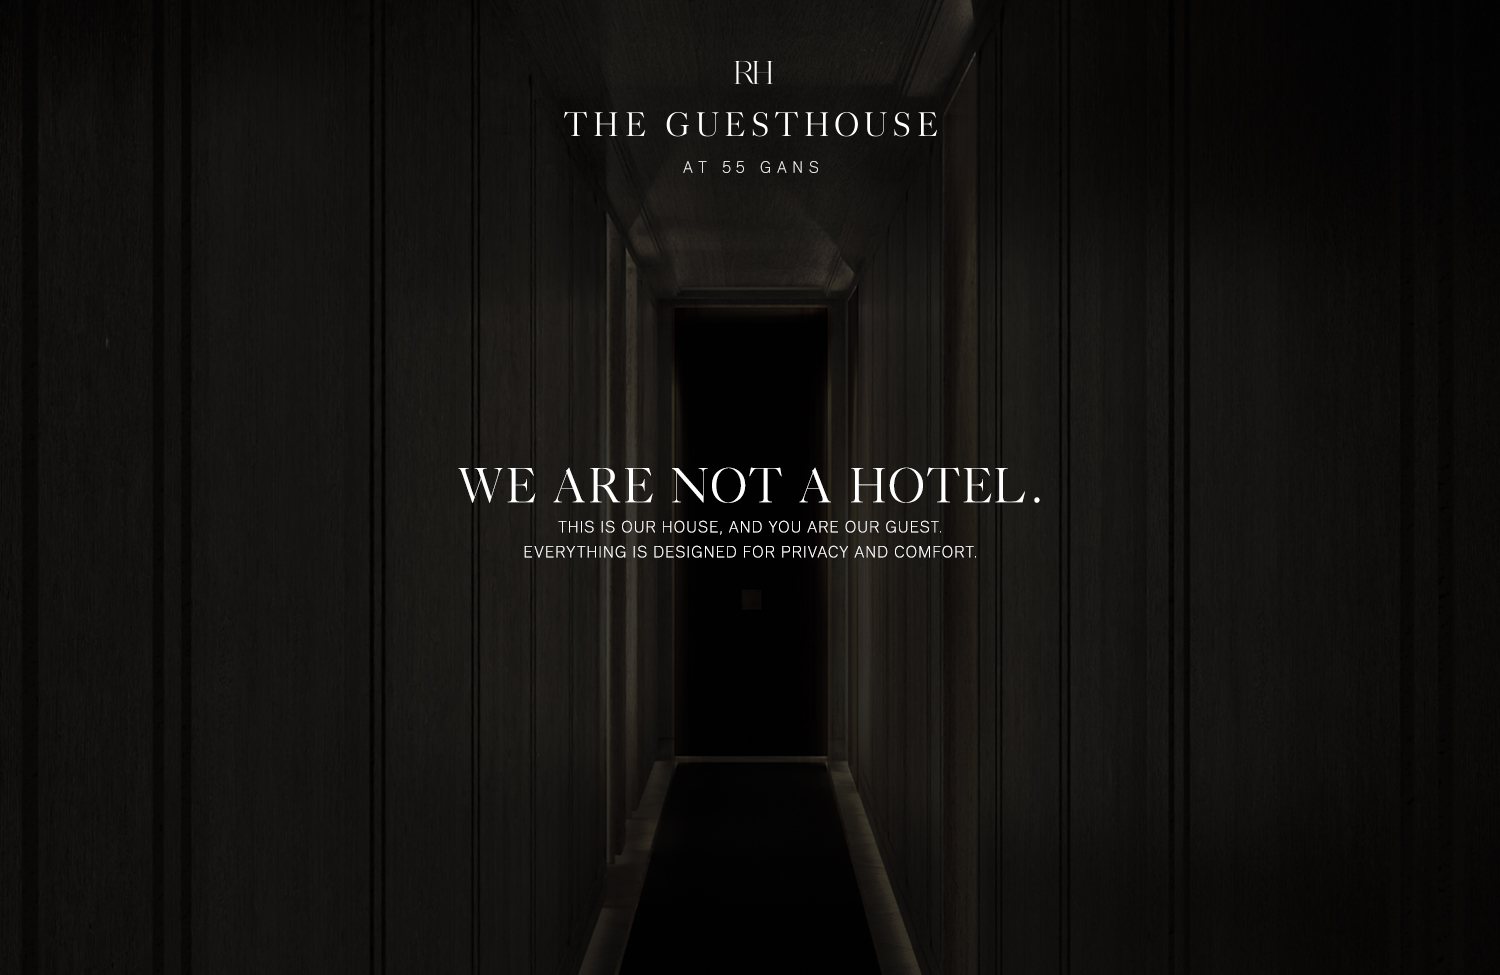 RH
THE GUESTHOUSE
AT 55 GANS
WE ARE NOT A HOTEL.
THIS IS OUR HOUSE, AND YOU ARE OUR GUEST.
EVERYTHING IS DESIGNED FOR PRIVACY AND COMFORT.